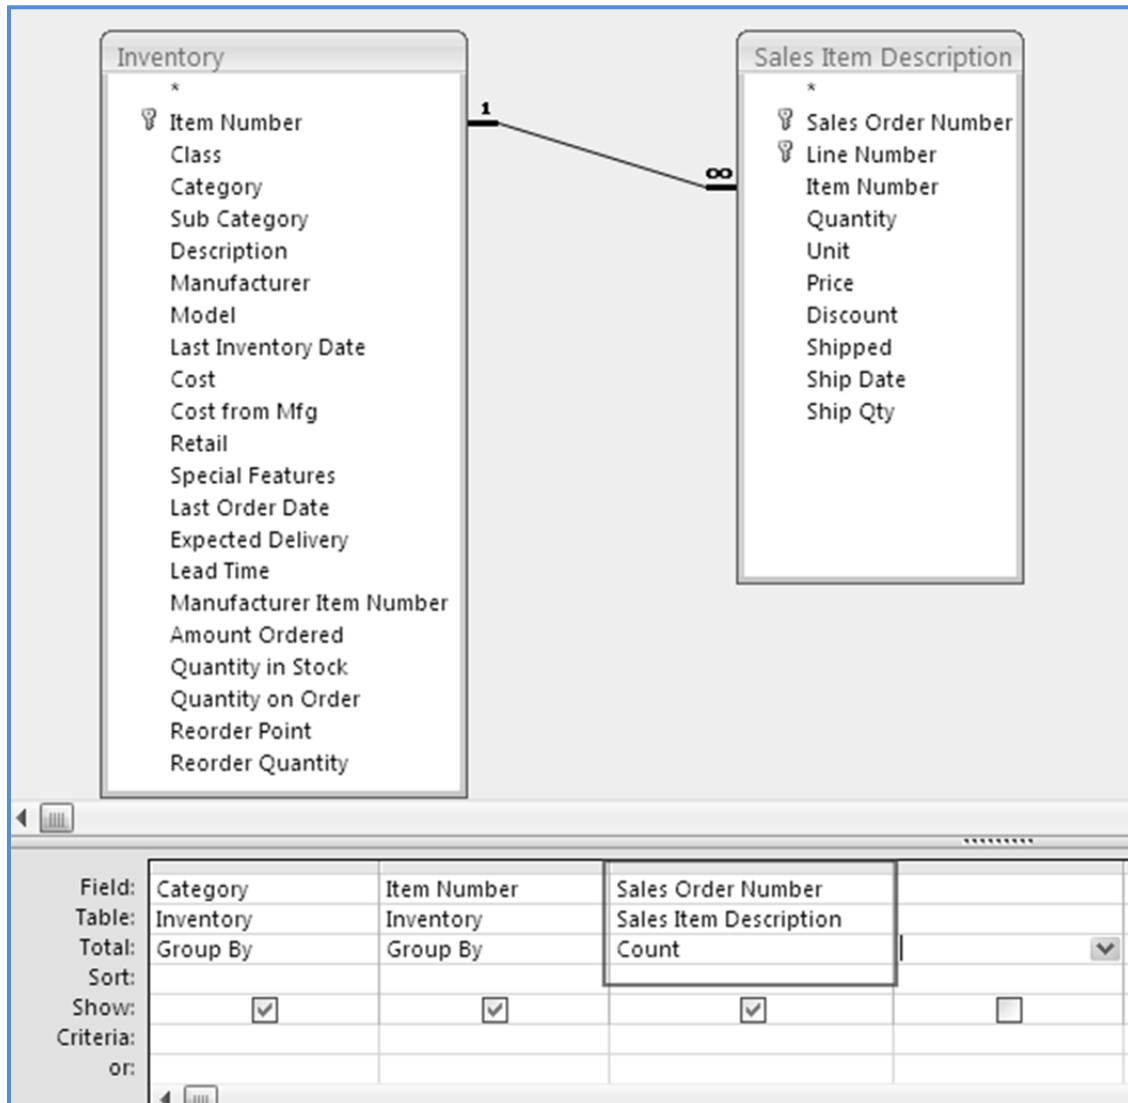 Inventory
*
Item Number
Class
Category
Sub Category
Description
Manufacturer
Model
Last Inventory Date
Cost
Cost from Mfg
Retail
Special Features
Last Order Date
Expected Delivery
Lead Time
Manufacturer Item Number
Amount Ordered
Quantity in Stock
Quantity on Order
Reorder Point
Reorder Quantity
1
∞
Sales Item Description
*
Sales Order Number
Line Number
Item Number
Quantity
Unit
Price
Discount
Shipped
Ship Date
Ship Qty
Field: Category Item Number Sales Order Number
Table: Inventory Inventory Sales Item Description
Total: Group By Group By Count
Sort:
Show:
Criteria:
or: